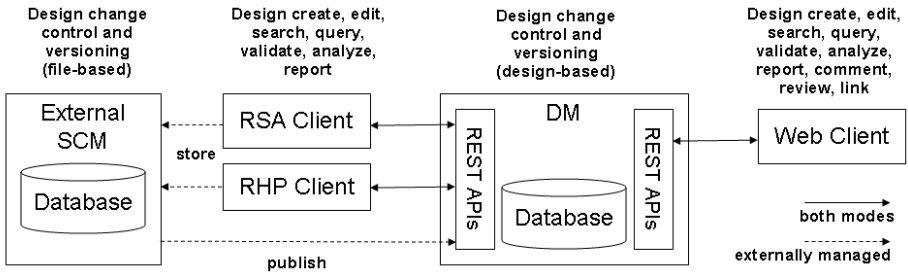 Design change
control and
versioning
(file-based)
Design create, edit,
search, query,
validate, analyze,
report
Design change
control and
versioning
(design-based)
Design create, edit,
search, query,
validate, analyze,
report, comment,
review, link
External
SCM
Database
store
RSA Client
RHP Client
publish
DM
REST APIs
Database
REST APIs
Web Client
both modes
externally managed